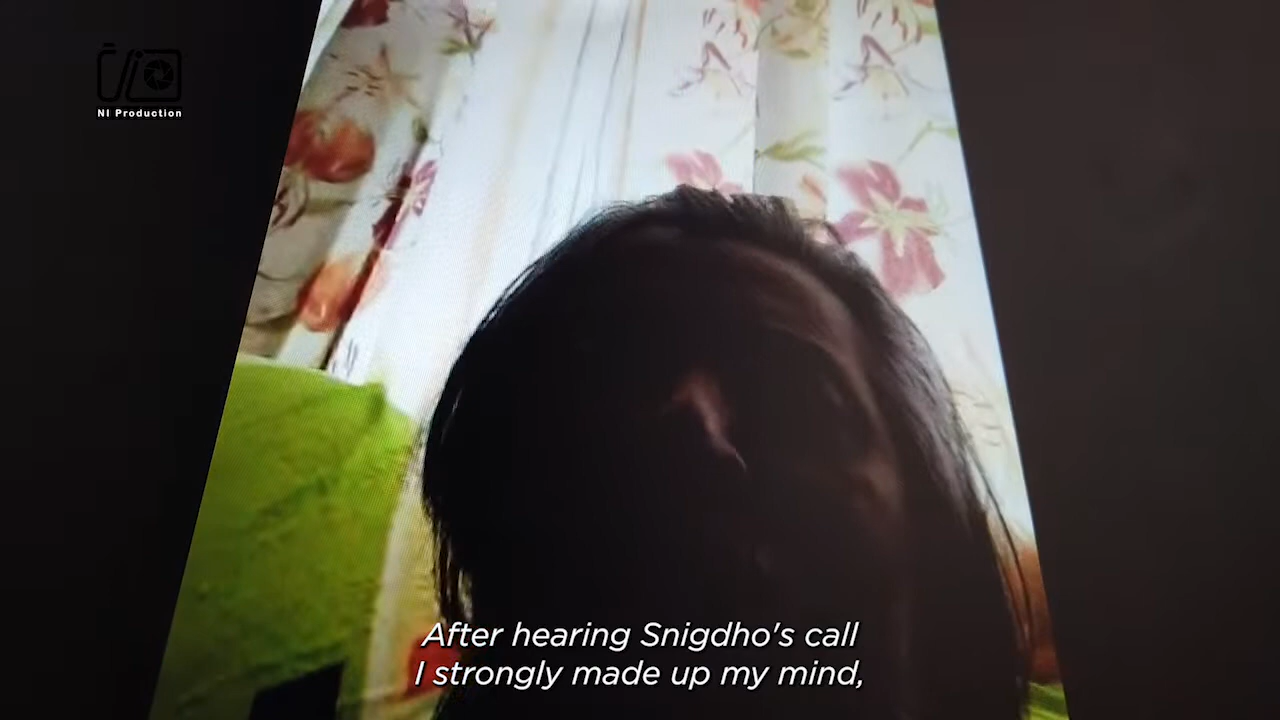 NI Production
After hearing Snigdho's call
I strongly made up my mind,